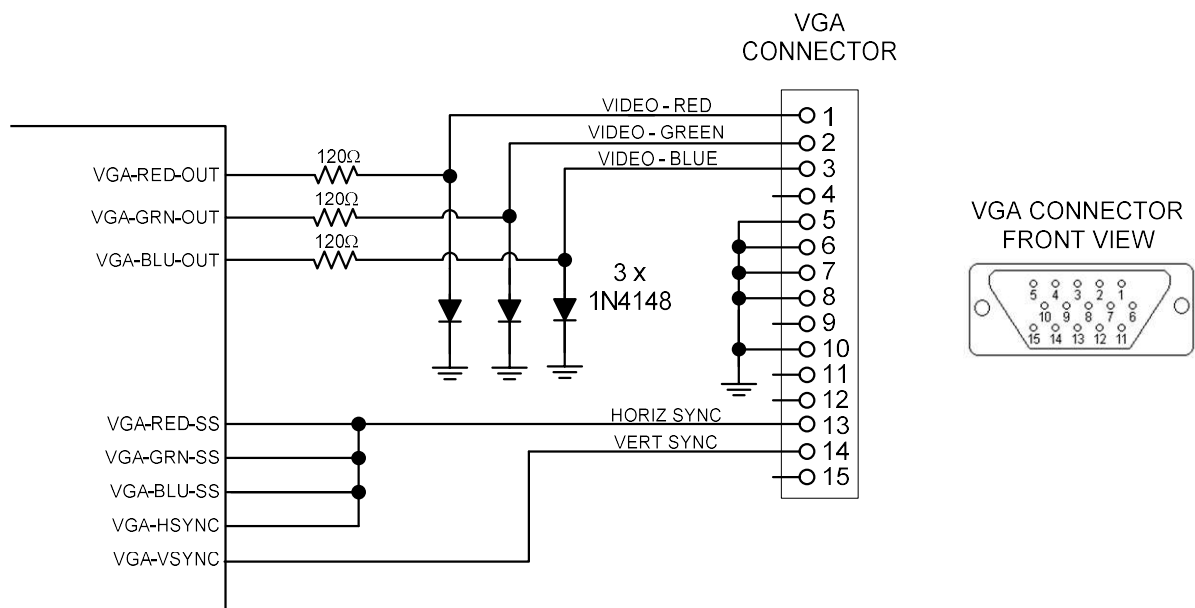 VGA
CONNECTOR
VIDEO - RED
VIDEO - GREEN
VIDEO - BLUE
1
2
3
4
5
6
7
8
9
10
11
12
13
14
15
VGA-RED-OUT
120Ω
VGA-GRN-OUT
120Ω
VGA-BLU-OUT
120Ω
3 x
1N4148
VGA-RED-SS
VGA-GRN-SS
VGA-BLU-SS
VGA-HSYNC
VGA-VSYNC
HORIZ SYNC
VERT SYNC
VGA CONNECTOR
FRONT VIEW
5 4 3 2 1
10 9 8 7 6
15 14 13 12 11